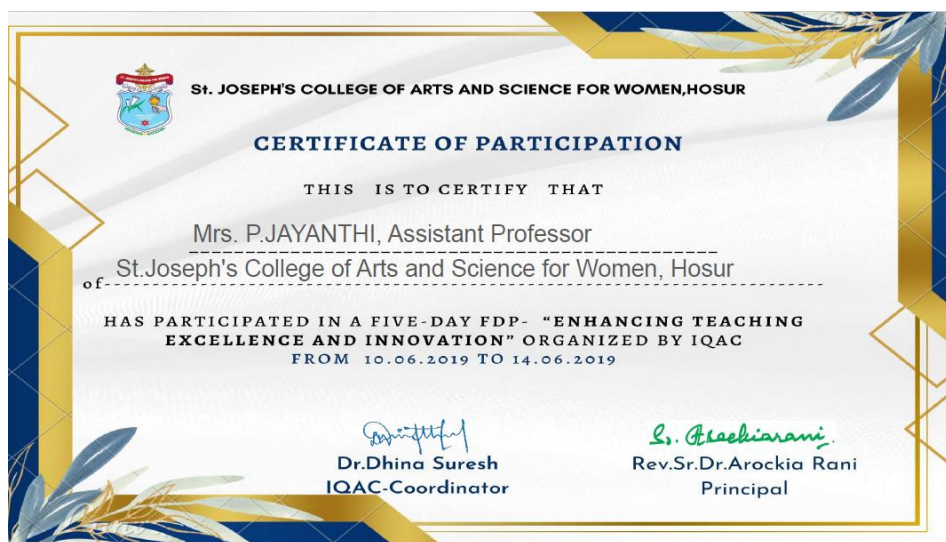 St. JOSEPH'S COLLEGE OF ARTS AND SCIENCE FOR WOMEN,HOSUR
CERTIFICATE OF PARTICIPATION
THIS IS TO CERTIFY THAT
Mrs. P.JAYANTHI, Assistant Professor
of St.Joseph's College of Arts and Science for Women, Hosur
HAS PARTICIPATED IN A FIVE-DAY FDP- “ENHANCING TEACHING
EXCELLENCE AND INNOVATION” ORGANIZED BY IQAC
FROM 10.06.2019 TO 14.06.2019
Dr.Dhina Suresh
IQAC-Coordinator
Rev.Sr.Dr.Arockia Rani
Principal